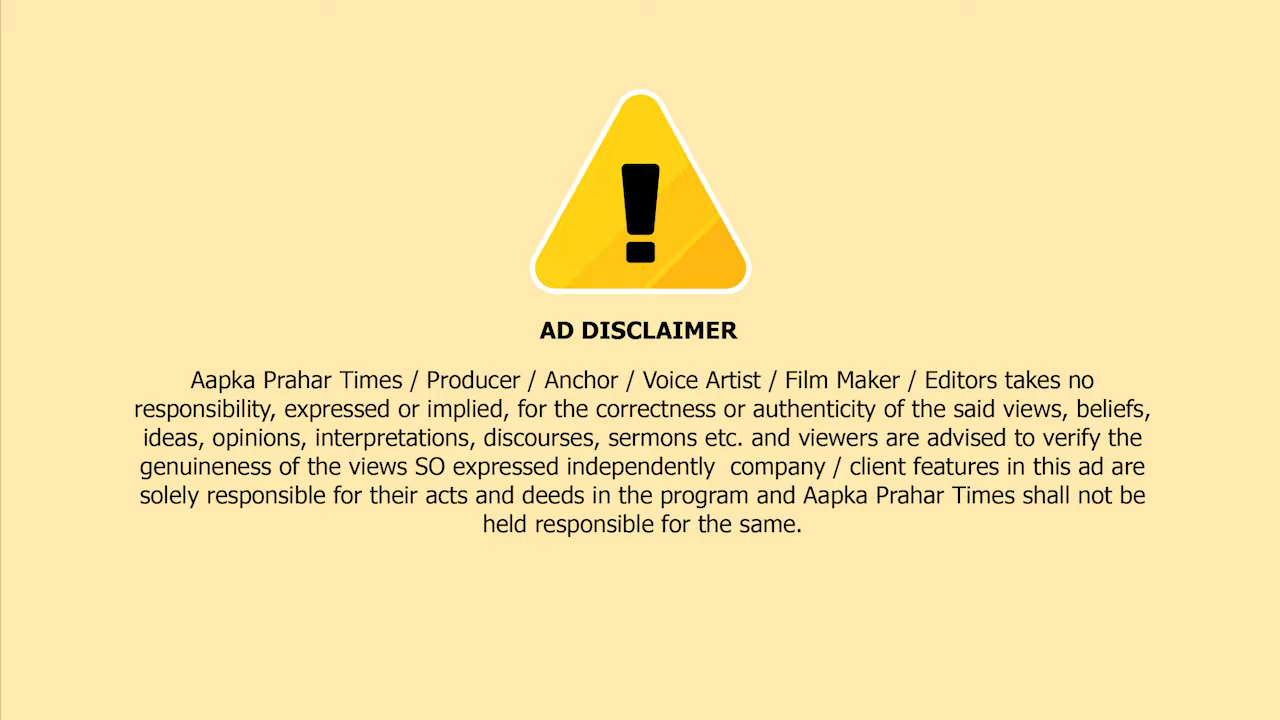 AD DISCLAIMER
Aapka Prahar Times / Producer / Anchor / Voice Artist / Film Maker / Editors takes no
responsibility, expressed or implied, for the correctness or authenticity of the said views, beliefs,
ideas, opinions, interpretations, discourses, sermons etc. and viewers are advised to verify the
genuineness of the views SO expressed independently  company / client features in this ad are
solely responsible for their acts and deeds in the program and Aapka Prahar Times shall not be
held responsible for the same.